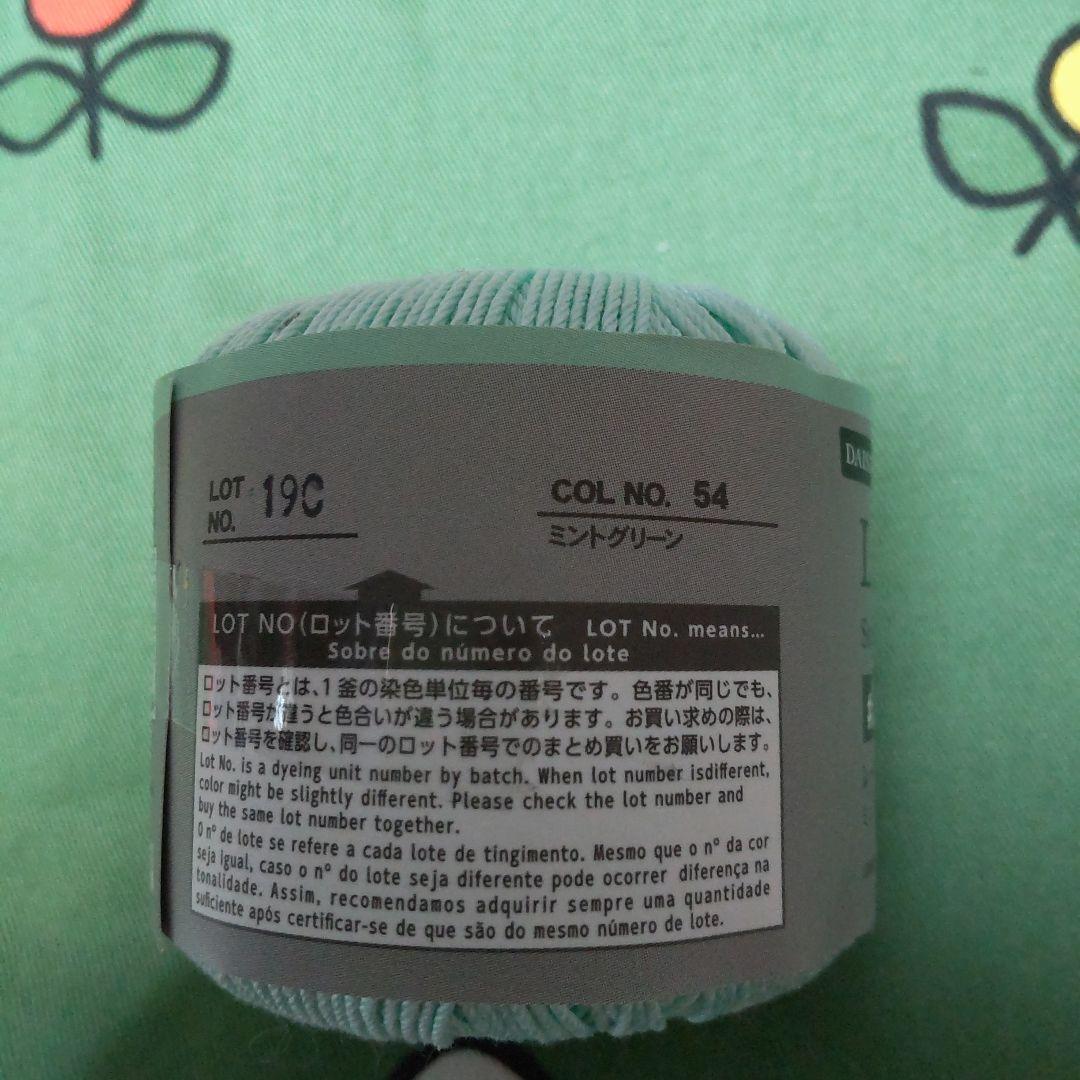 LOT NO. 19C
COL NO. 54
ミントグリーン
LOT NO(ロット番号)について LOT No. means...
Sobre do número do lote
ロット番号とは、1釜の染色単位毎の番号です。色番が同じでも、
ロット番号が違うと色合いが違う場合があります。お買い求めの際は、
ロット番号を確認し、同一のロット番号でのまとめ買いをお願いします。
Lot No. is a dyeing unit number by batch. When lot number isdifferent,
color might be slightly different. Please check the lot number and
buy the same lot number together.
O nº de lote se refere a cada lote de tingimento. Mesmo que o nº da cor
seja igual, caso o nº do lote seja diferente pode ocorrer diferença na
tonalidade. Assim, recomendamos adquirir sempre uma quantidade
suficiente após certificar-se de que são do mesmo número de lote.